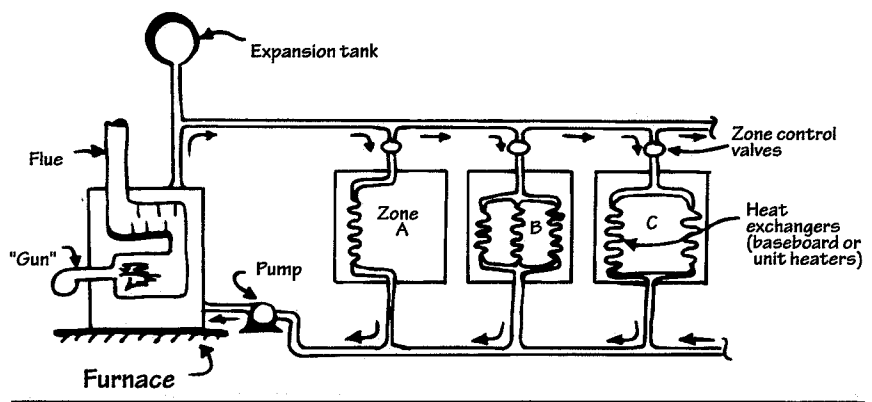 Expansion tank
Flue
Zone control
valves
Zone
A
B
C
Heat
exchangers
(baseboard or
unit heaters)
"Gun"
Pump
Furnace